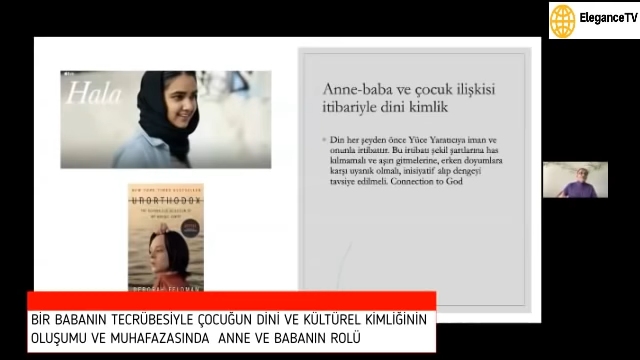 EleganceTV
Hala
Anne-baba ve çocuk ilişkisi
itibariyle dini kimlik
Din her şeyden önce Yüce Yaratıcıya iman ve
onunla irtibattır. Bu irtibatı şekil şartlarına has
kılmamalı ve aşırı gitmelerine, erken doyumlara
karşı uyanık olmalı, inisiyatif alıp dengeyi
tavsiye edilmeli. Connection to God
UNORTHODOX
DEBORAH FELDMAN
BİR BABANIN TECRÜBESİYLE ÇOCUĞUN DİNİ VE KÜLTÜREL KİMLİĞİNİN
OLUŞUMU VE MUHAFAZASINDA ANNE VE BABANIN ROLÜ